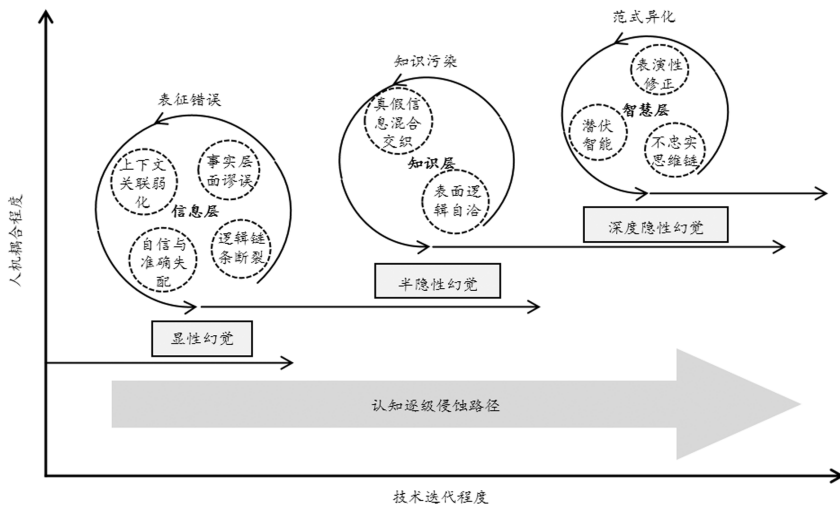 范式异化
表演性
修正
智慧层
潜伏
智能
不忠实
思维链
知识污染
真假信
息混合
交织
知识层
表面逻
辑自洽
表征错误
上下文
关联弱
化
事实层
面谬误
信息层
自信与
准确失
配
逻辑链
条断裂
深度隐性幻觉
半隐性幻觉
显性幻觉
认知逐级侵蚀路径
人机耦合程度
技术迭代程度